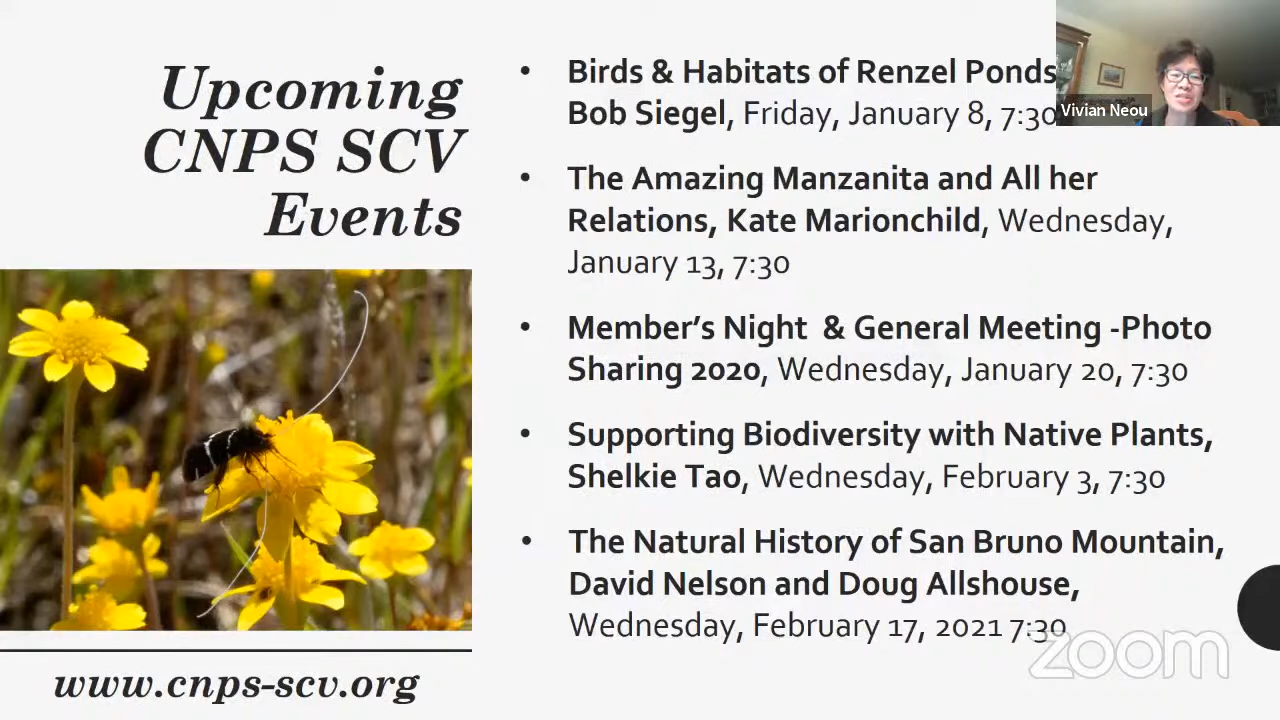 Upcoming
CNPS SCV
Events
www.cnps-scv.org
• Birds & Habitats of Renzel Ponds
Bob Siegel, Friday, January 8, 7:30
• The Amazing Manzanita and All her
Relations, Kate Marionchild, Wednesday,
January 13, 7:30
• Member's Night & General Meeting -Photo
Sharing 2020, Wednesday, January 20, 7:30
• Supporting Biodiversity with Native Plants,
Shelkie Tao, Wednesday, February 3, 7:30
• The Natural History of San Bruno Mountain,
David Nelson and Doug Allshouse,
Wednesday, February 17, 2021 7:30
Vivian Neou
zoom